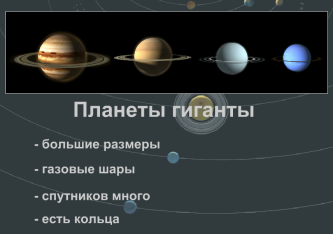 Планеты гиганты
- большие размеры
- газовые шары
- спутников много
- есть кольца